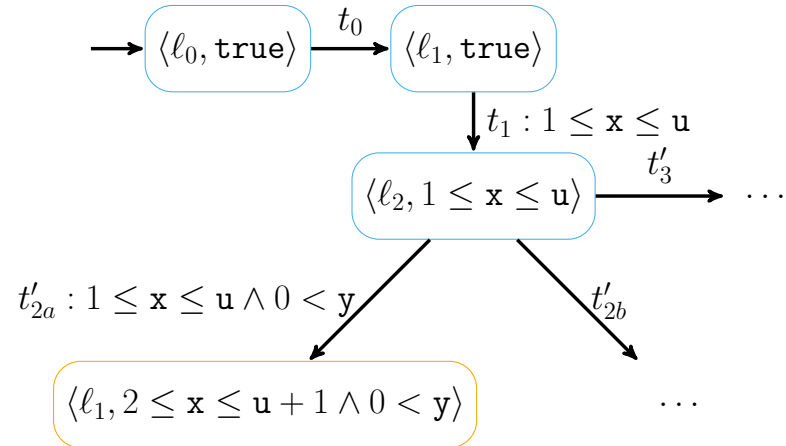 ⟨ℓ₀, true⟩ t₀ ⟨ℓ₁, true⟩
t₁ : 1 ≤ x ≤ u
⟨ℓ₂, 1 ≤ x ≤ u⟩ t′₃ ⋯
t′₂ₐ : 1 ≤ x ≤ u ∧ 0 < y t′₂b
⟨ℓ₁, 2 ≤ x ≤ u + 1 ∧ 0 < y⟩ ⋯